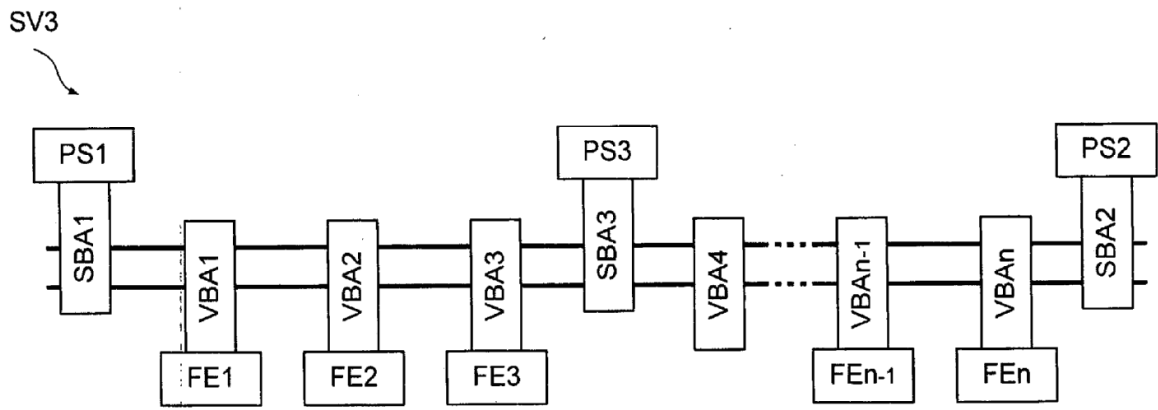 SV3
PS1
PS3
PS2
SBA1
VBA1
VBA2
VBA3
SBA3
VBA4
VBAn-1
VBAn
SBA2
FE1
FE2
FE3
FEn-1
FEn